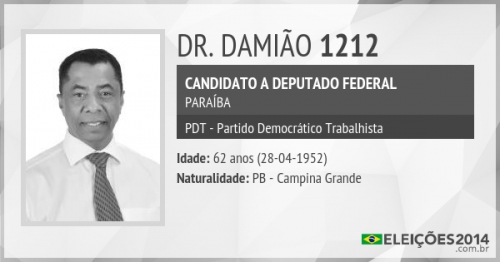 DR. DAMIÃO 1212
CANDIDATO A DEPUTADO FEDERAL
PARAÍBA
PDT - Partido Democrático Trabalhista
Idade: 62 anos (28-04-1952)
Naturalidade: PB - Campina Grande
ELEIÇÕES2014
.com.br